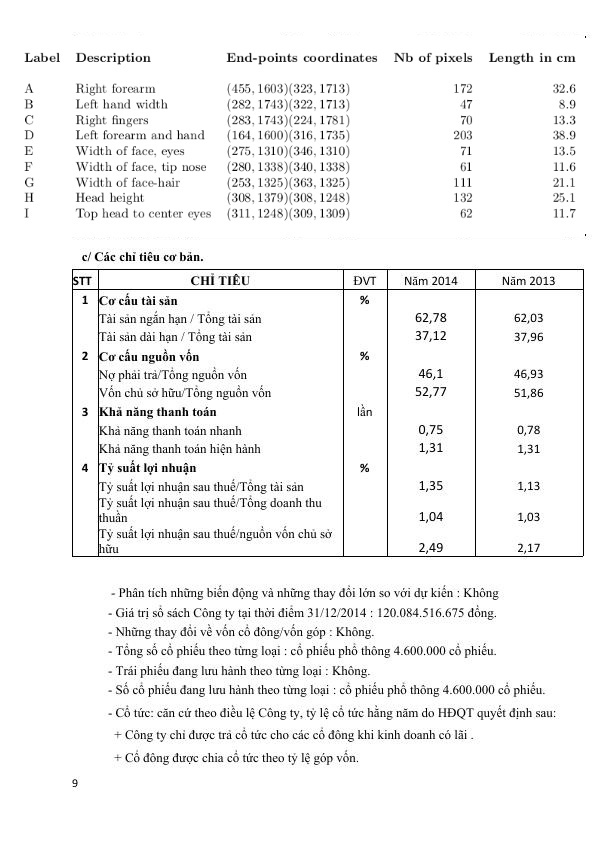 Label Description End-points coordinates Nb of pixels Length in cm
A Right forearm (455, 1603)(323, 1713) 172 32.6
B Left hand width (282, 1743)(322, 1713) 47 8.9
C Right fingers (283, 1743)(224, 1781) 70 13.3
D Left forearm and hand (164, 1600)(316, 1735) 203 38.9
E Width of face, eyes (275, 1310)(346, 1310) 71 13.5
F Width of face, tip nose (280, 1338)(340, 1338) 61 11.6
G Width of face-hair (253, 1325)(363, 1325) 111 21.1
H Head height (308, 1379)(308, 1248) 132 25.1
I Top head to center eyes (311, 1248)(309, 1309) 62 11.7
c/ Các chỉ tiêu cơ bản.
STT CHỈ TIÊU ĐVT Năm 2014 Năm 2013
1 Cơ cấu tài sản %
Tài sản ngắn hạn / Tổng tài sản 62,78 62,03
Tài sản dài hạn / Tổng tài sản 37,12 37,96
2 Cơ cấu nguồn vốn %
Nợ phải trả/Tổng nguồn vốn 46,1 46,93
Vốn chủ sở hữu/Tổng nguồn vốn 52,77 51,86
3 Khả năng thanh toán lần
Khả năng thanh toán nhanh 0,75 0,78
Khả năng thanh toán hiện hành 1,31 1,31
4 Tỷ suất lợi nhuận %
Tỷ suất lợi nhuận sau thuế/Tổng tài sản 1,35 1,13
Tỷ suất lợi nhuận sau thuế/Tổng doanh thu
thuần 1,04 1,03
Tỷ suất lợi nhuận sau thuế/nguồn vốn chủ sở
hữu 2,49 2,17
- Phân tích những biến động và những thay đổi lớn so với dự kiến : Không
- Giá trị sổ sách Công ty tại thời điểm 31/12/2014 : 120.084.516.675 đồng.
- Những thay đổi về vốn cổ đông/vốn góp : Không.
- Tổng số cổ phiếu theo từng loại : cổ phiếu phổ thông 4.600.000 cổ phiếu.
- Trái phiếu đang lưu hành theo từng loại : Không.
- Số cổ phiếu đang lưu hành theo từng loại : cổ phiếu phổ thông 4.600.000 cổ phiếu.
- Cổ tức: căn cứ theo điều lệ Công ty, tỷ lệ cổ tức hằng năm do HĐQT quyết định sau:
+ Công ty chỉ được trả cổ tức cho các cổ đông khi kinh doanh có lãi .
+ Cổ đông được chia cổ tức theo tỷ lệ góp vốn.
9